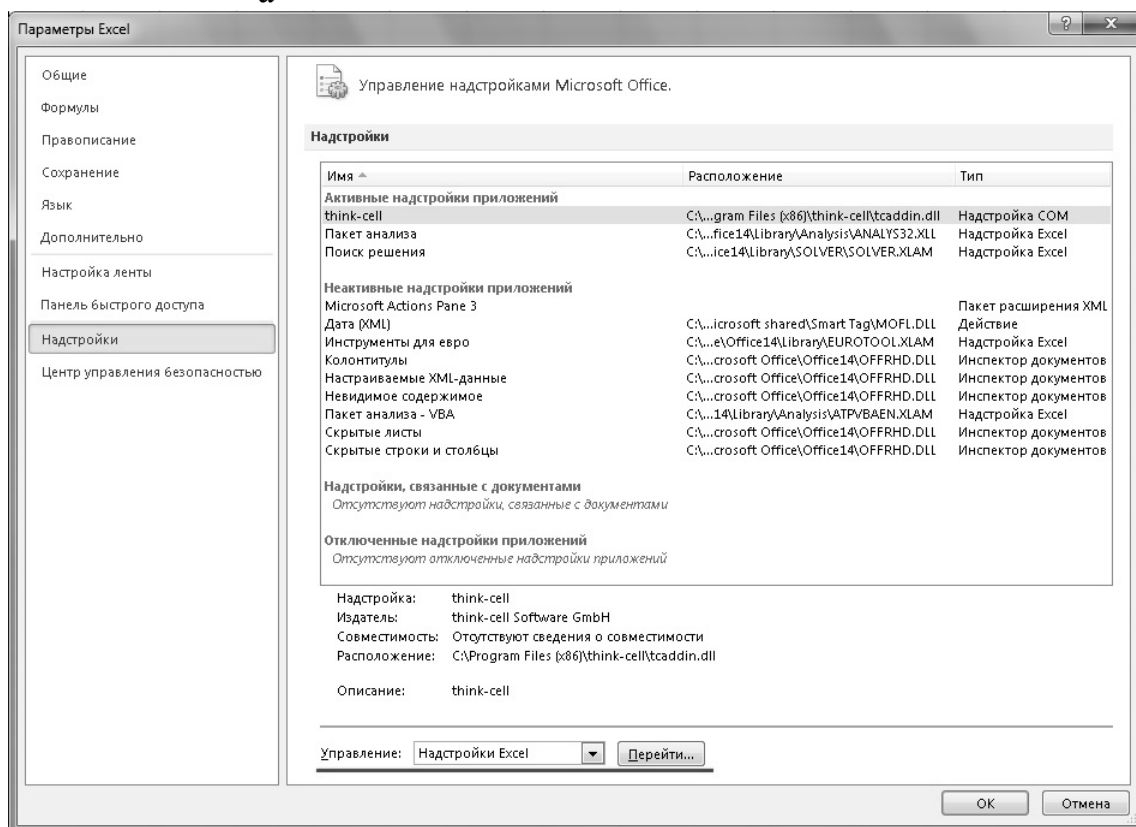 Параметры Excel
Общие
Формулы
Правописание
Сохранение
Язык
Дополнительно
Настройка ленты
Панель быстрого доступа
Надстройки
Центр управления безопасностью
Управление надстройками Microsoft Office.
Надстройки
Имя Расположение Тип
Активные надстройки приложений
think-cell C:\...gram Files (x86)\think-cell\tcaddin.dll Надстройка COM
Пакет анализа C:\...fice14\Library\Analysis\ANALYS32.XLL Надстройка Excel
Поиск решения C:\...ice14\Library\SOLVER\SOLVER.XLAM Надстройка Excel
Неактивные надстройки приложений
Microsoft Actions Pane 3 Пакет расширения XML
Дата (XML) C:\...icrosoft shared\Smart Tag\MOFL.DLL Действие
Инструменты для евро C:\...e\Office14\Library\EUROTOOL.XLAM Надстройка Excel
Колонтитулы C:\...crosoft Office\Office14\OFFRHD.DLL Инспектор документов
Настраиваемые XML-данные C:\...crosoft Office\Office14\OFFRHD.DLL Инспектор документов
Невидимое содержимое C:\...crosoft Office\Office14\OFFRHD.DLL Инспектор документов
Пакет анализа - VBA C:\...14\Library\Analysis\ATPVBAEN.XLAM Надстройка Excel
Скрытые листы C:\...crosoft Office\Office14\OFFRHD.DLL Инспектор документов
Скрытые строки и столбцы C:\...crosoft Office\Office14\OFFRHD.DLL Инспектор документов
Надстройки, связанные с документами
Отсутствуют надстройки, связанные с документами
Отключенные надстройки приложений
Отсутствуют отключенные надстройки приложений
Надстройка: think-cell
Издатель: think-cell Software GmbH
Совместимость: Отсутствуют сведения о совместимости
Расположение: C:\Program Files (x86)\think-cell\tcaddin.dll
Описание: think-cell
Управление: Надстройки Excel Перейти...
ОК Отмена